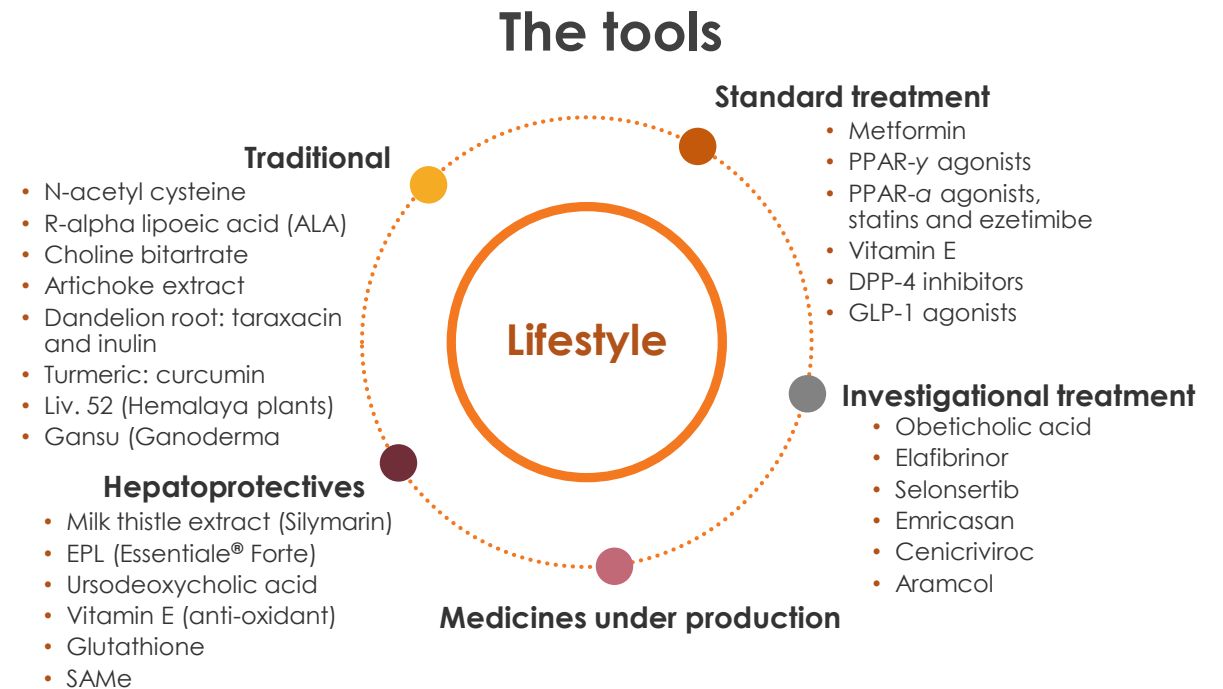 The tools
Standard treatment
• Metformin
• PPAR-y agonists
• PPAR-a agonists,
statins and ezetimibe
• Vitamin E
• DPP-4 inhibitors
• GLP-1 agonists
Traditional
• N-acetyl cysteine
• R-alpha lipoeic acid (ALA)
• Choline bitartrate
• Artichoke extract
• Dandelion root: taraxacin
and inulin
• Turmeric: curcumin
• Liv. 52 (Hemalaya plants)
• Gansu (Ganoderma
Lifestyle
Investigational treatment
• Obeticholic acid
• Elafibrinor
• Selonsertib
• Emricasan
• Cenicriviroc
• Aramcol
Hepatoprotectives
• Milk thistle extract (Silymarin)
• EPL (Essentiale® Forte)
• Ursodeoxycholic acid
• Vitamin E (anti-oxidant)
• Glutathione
• SAMe
Medicines under production